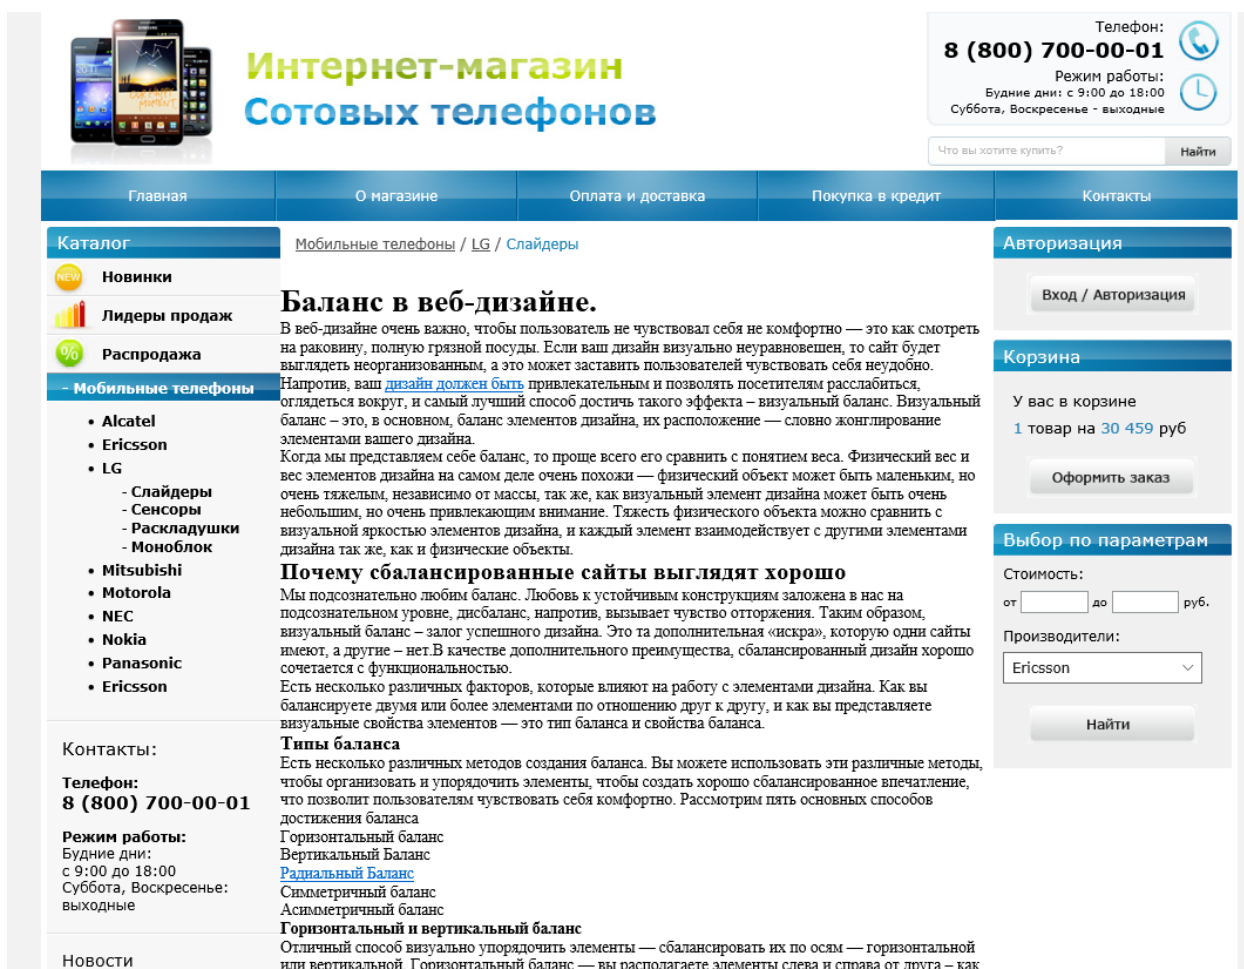 Интернет-магазин
Сотовых телефонов
Телефон:
8 (800) 700-00-01
Режим работы:
Будние дни: с 9:00 до 18:00
Суббота, Воскресенье - выходные
Что вы хотите купить?
Найти
Главная
О магазине
Оплата и доставка
Покупка в кредит
Контакты
Каталог
NEW Новинки
Лидеры продаж
% Распродажа
- Мобильные телефоны
• Alcatel
• Ericsson
• LG
- Слайдеры
- Сенсоры
- Раскладушки
- Моноблок
• Mitsubishi
• Motorola
• NEC
• Nokia
• Panasonic
• Ericsson
Контакты:
Телефон:
8 (800) 700-00-01
Режим работы:
Будние дни:
с 9:00 до 18:00
Суббота, Воскресенье:
выходные
Новости
Мобильные телефоны / LG / Слайдеры
Баланс в веб-дизайне.
В веб-дизайне очень важно, чтобы пользователь не чувствовал себя не комфортно — это как смотреть
на раковину, полную грязной посуды. Если ваш дизайн визуально неуравновешен, то сайт будет
выглядеть неорганизованным, а это может заставить пользователей чувствовать себя неудобно.
Напротив, ваш дизайн должен быть привлекательным и позволять посетителям расслабиться,
оглядеться вокруг, и самый лучший способ достичь такого эффекта – визуальный баланс. Визуальный
баланс – это, в основном, баланс элементов дизайна, их расположение — словно жонглирование
элементами вашего дизайна.
Когда мы представляем себе баланс, то проще всего его сравнить с понятием веса. Физический вес и
вес элементов дизайна на самом деле очень похожи — физический объект может быть маленьким, но
очень тяжелым, независимо от массы, так же, как визуальный элемент дизайна может быть очень
небольшим, но очень привлекающим внимание. Тяжесть физического объекта можно сравнить с
визуальной яркостью элементов дизайна, и каждый элемент взаимодействует с другими элементами
дизайна так же, как и физические объекты.
Почему сбалансированные сайты выглядят хорошо
Мы подсознательно любим баланс. Любовь к устойчивым конструкциям заложена в нас на
подсознательном уровне, дисбаланс, напротив, вызывает чувство отторжения. Таким образом,
визуальный баланс – залог успешного дизайна. Это та дополнительная «искра», которую одни сайты
имеют, а другие – нет.В качестве дополнительного преимущества, сбалансированный дизайн хорошо
сочетается с функциональностью.
Есть несколько различных факторов, которые влияют на работу с элементами дизайна. Как вы
балансируете двумя или более элементами по отношению друг к другу, и как вы представляете
визуальные свойства элементов — это тип баланса и свойства баланса.
Типы баланса
Есть несколько различных методов создания баланса. Вы можете использовать эти различные методы,
чтобы организовать и упорядочить элементы, чтобы создать хорошо сбалансированное впечатление,
что позволит пользователям чувствовать себя комфортно. Рассмотрим пять основных способов
достижения баланса
Горизонтальный баланс
Вертикальный Баланс
Радиальный Баланс
Симметричный баланс
Асимметричный баланс
Горизонтальный и вертикальный баланс
Отличный способ визуально упорядочить элементы — сбалансировать их по осям — горизонтальной
или вертикальной. Горизонтальный баланс — вы располагаете элементы слева и справа от друга – как
Авторизация
Вход / Авторизация
Корзина
У вас в корзине
1 товар на 30 459 руб
Оформить заказ
Выбор по параметрам
Стоимость:
от до руб.
Производители:
Ericsson
Найти